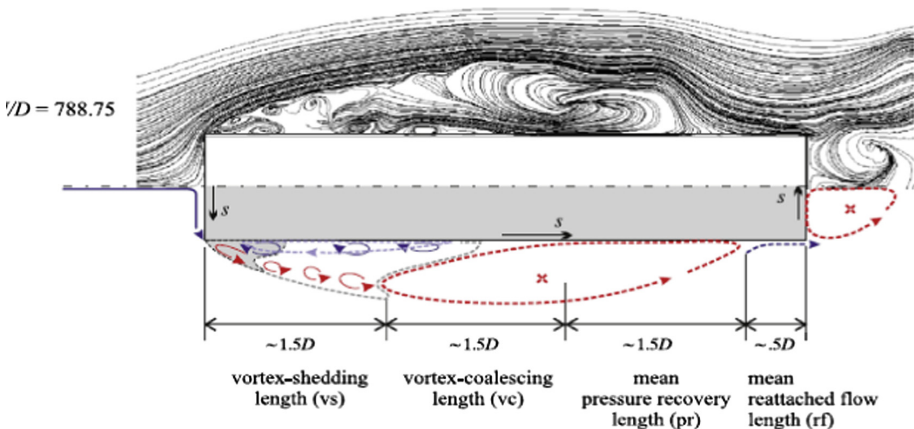 /D = 788.75
s
s
s
~1.5D
~1.5D
~1.5D
~.5D
vortex-shedding
length (vs)
vortex-coalescing
length (vc)
mean
pressure recovery
length (pr)
mean
reattached flow
length (rf)